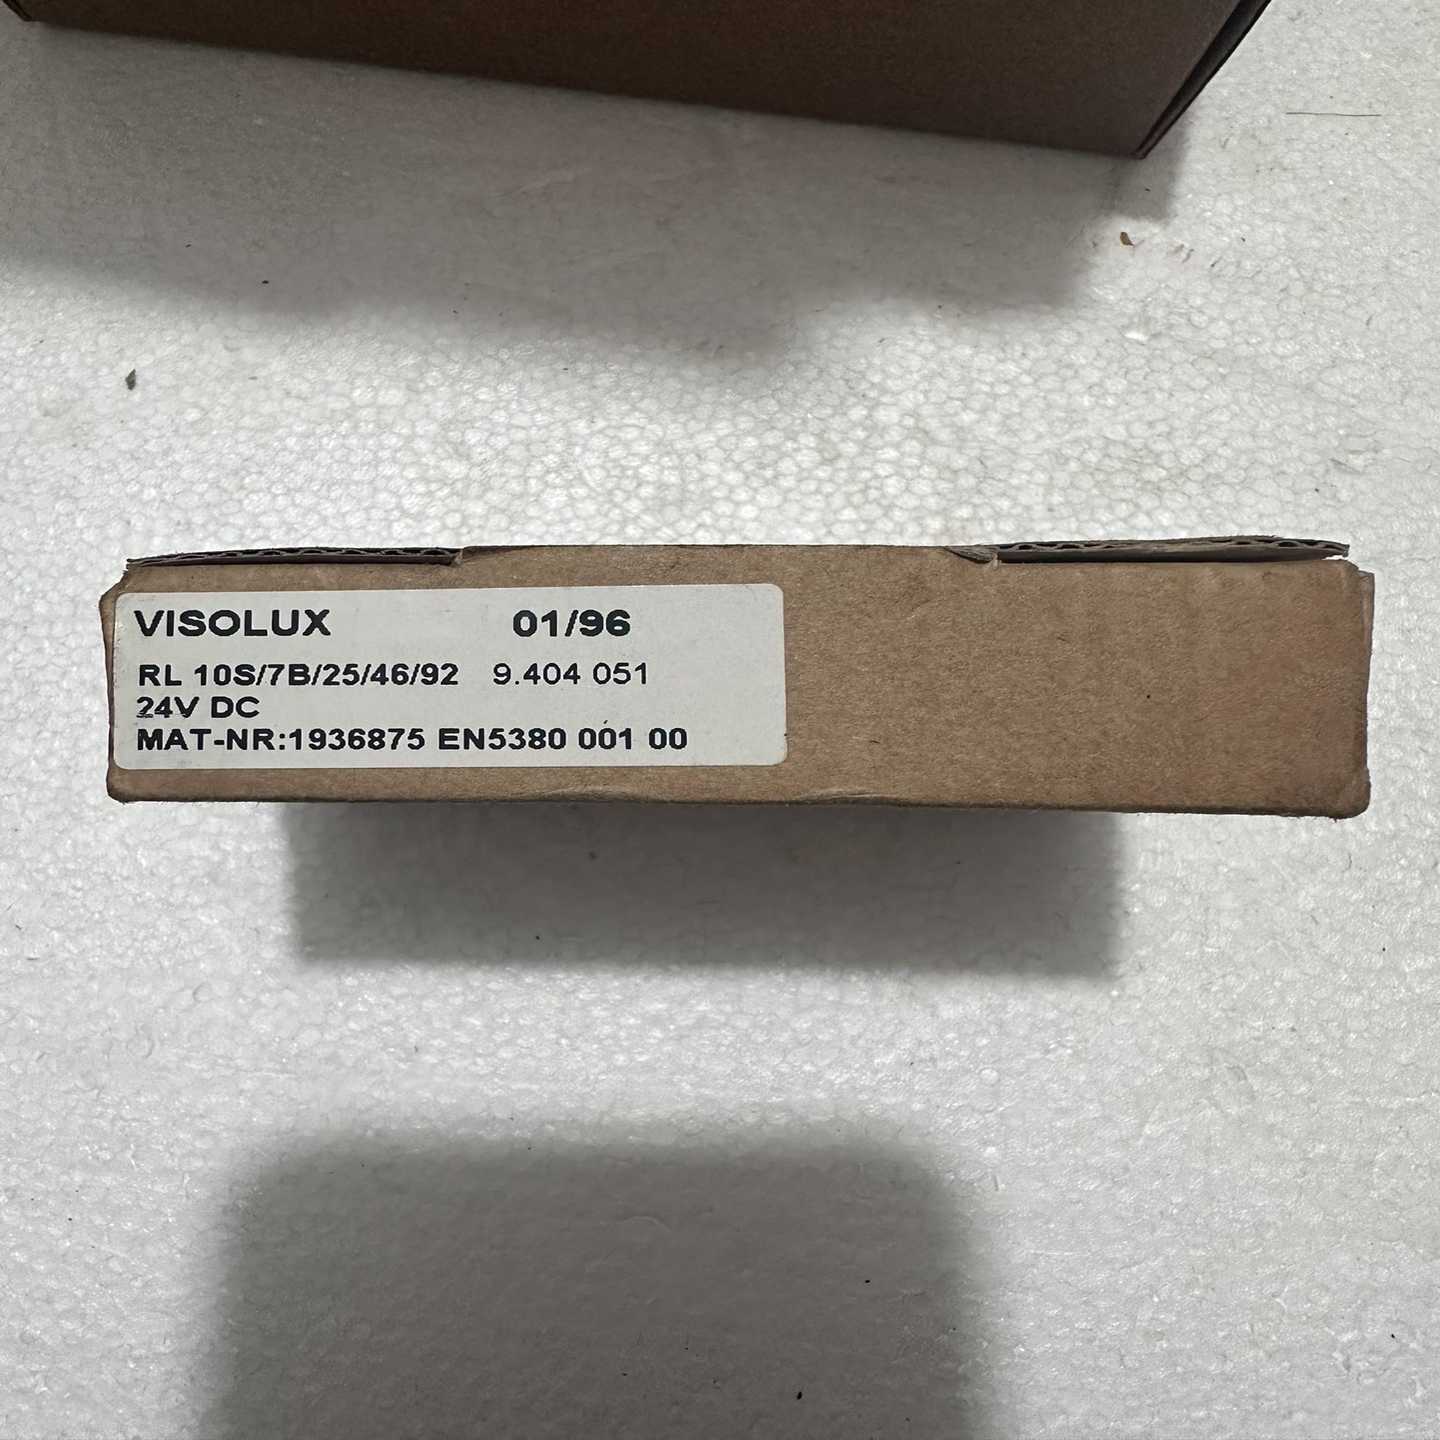 VISOLUX 01/96
RL 10S/7B/25/46/92 9.404 051
24V DC
MAT-NR:1936875 EN5380 001 00